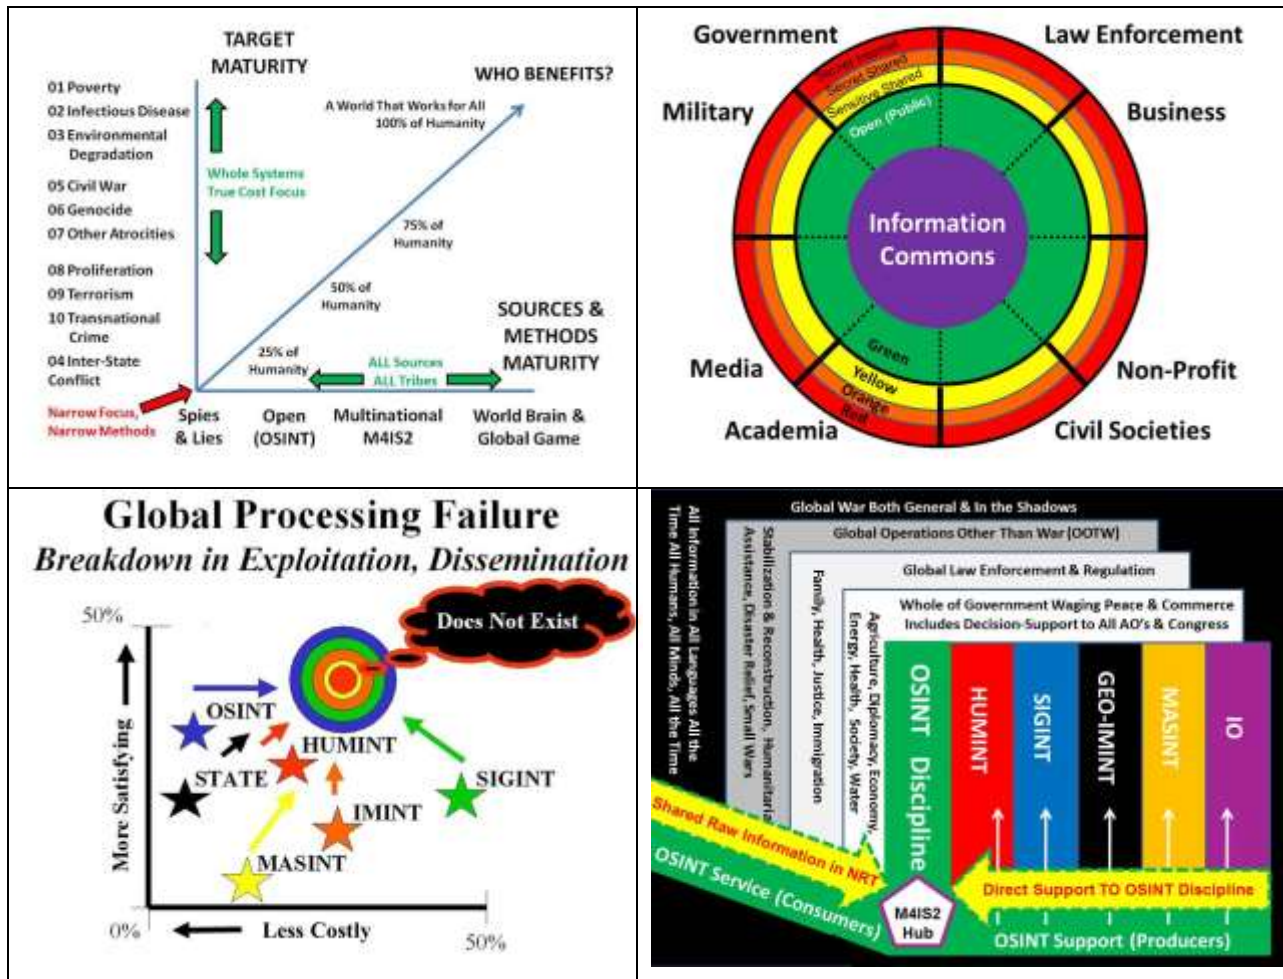 TARGET
MATURITY
WHO BENEFITS?
01 Poverty
02 Infectious Disease
03 Environmental
Degradation
05 Civil War
06 Genocide
07 Other Atrocities
08 Proliferation
09 Terrorism
10 Transnational
Crime
04 Inter-State
Conflict
Whole Systems
True Cost Focus
A World That Works for All
100% of Humanity
75% of
Humanity
50% of
Humanity
25% of
Humanity
SOURCES &
METHODS
MATURITY
ALL Sources
ALL Tribes
Narrow Focus,
Narrow Methods
Spies
& Lies
Open
(OSINT)
Multinational
M4IS2
World Brain &
Global Game
Government
Law Enforcement
Military
Business
Secret Shared
Sensitive Shared
Open (Public)
Information
Commons
Green
Yellow
Orange
Red
Media
Non-Profit
Academia
Civil Societies
Global Processing Failure
Breakdown in Exploitation, Dissemination
50%
Does Not Exist
More Satisfying
OSINT
HUMINT
STATE
SIGINT
IMINT
MASINT
0%
Less Costly
50%
Global War Both General & In the Shadows
All Information in All Languages All the
Time All Humans, All Minds, All the Time
Global Operations Other Than War (OOTW)
Stabilization & Reconstruction, Humanitarian
Assistance, Disaster Relief, Small Wars
Global Law Enforcement & Regulation
Family, Health, Justice, Immigration
Whole of Government Waging Peace & Commerce
Includes Decision-Support to All AO's & Congress
Agriculture, Diplomacy, Economy,
Energy, Health, Society, Water
OSINT Discipline
HUMINT
SIGINT
GEO-IMINT
MASINT
IO
Shared Raw Information in NRT
OSINT Service (Consumers)
M4IS2
Hub
Direct Support TO OSINT Discipline
OSINT Support (Producers)